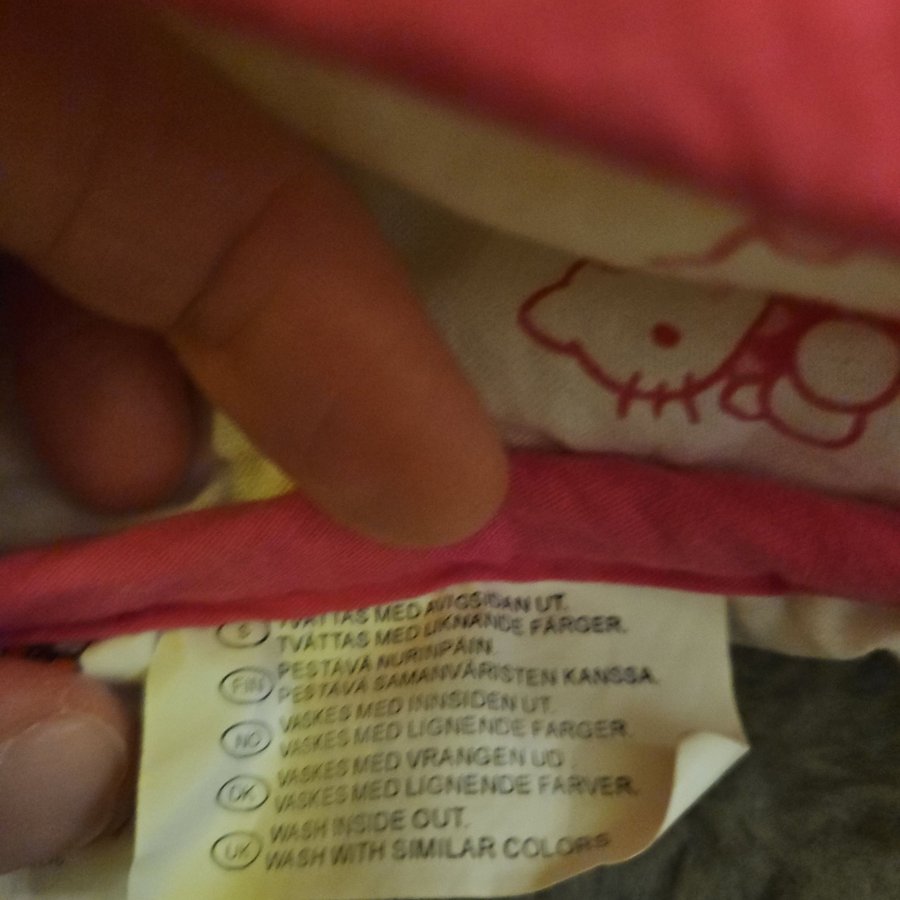 S TVÄTTAS MED AVIGSIDAN UT.
TVÄTTAS MED LIKNANDE FÄRGER.
FIN PESTÄVÄ NURINPÄIN.
PESTÄVÄ SAMANVÄRISTEN KANSSA.
NO VASKES MED INNSIDEN UT.
VASKES MED LIGNENDE FARGER.
DK VASKES MED VRANGEN UD.
VASKES MED LIGNENDE FARVER.
UK WASH INSIDE OUT.
WASH WITH SIMILAR COLORS